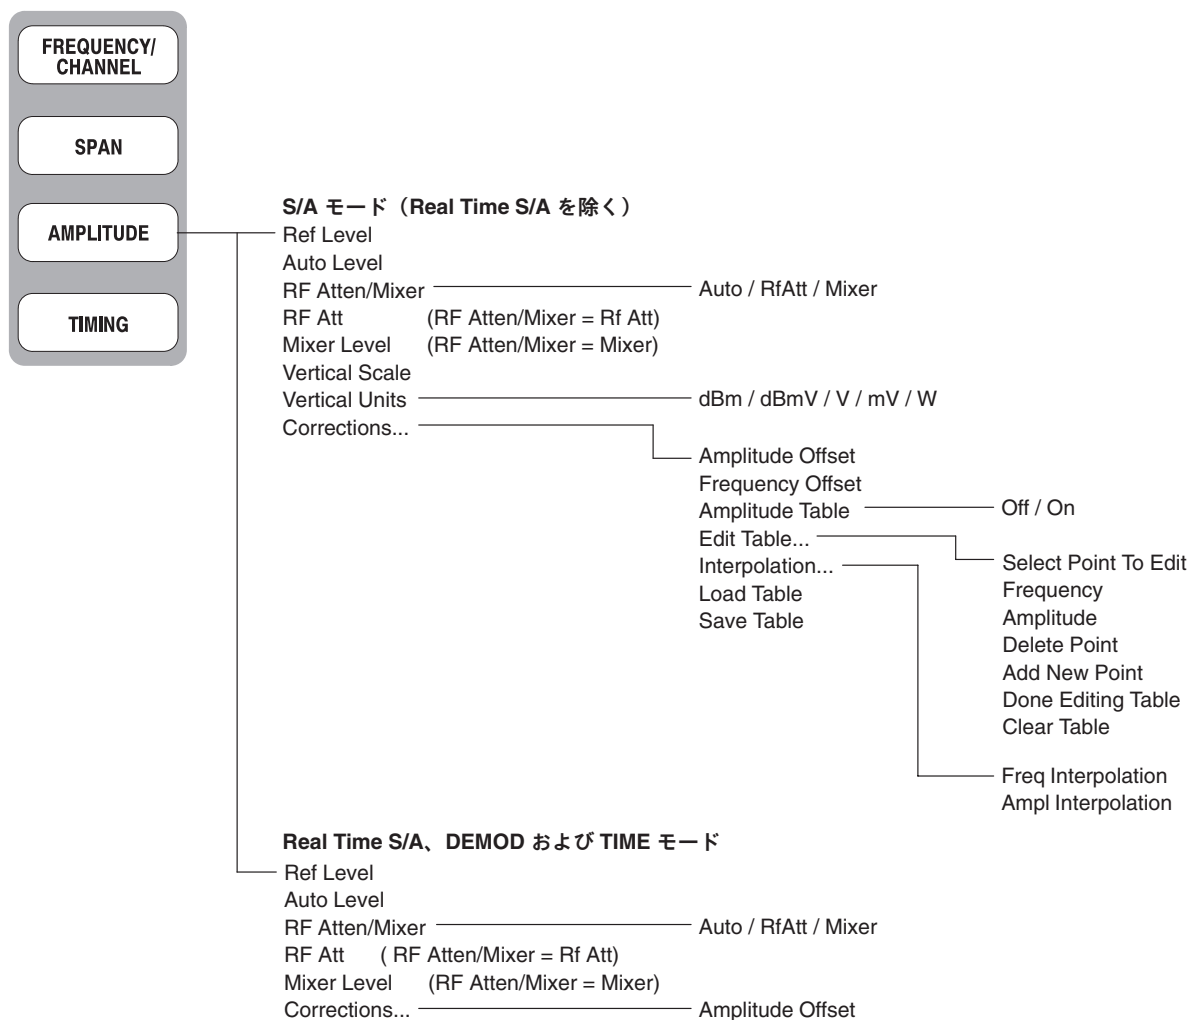 FREQUENCY/
CHANNEL
SPAN
AMPLITUDE
TIMING
S/A モード（Real Time S/A を除く）
Ref Level
Auto Level
RF Atten/Mixer Auto / RfAtt / Mixer
RF Att (RF Atten/Mixer = Rf Att)
Mixer Level (RF Atten/Mixer = Mixer)
Vertical Scale
Vertical Units dBm / dBmV / V / mV / W
Corrections...
Amplitude Offset
Frequency Offset
Amplitude Table Off / On
Edit Table...
Interpolation...
Load Table
Save Table
Select Point To Edit
Frequency
Amplitude
Delete Point
Add New Point
Done Editing Table
Clear Table
Freq Interpolation
Ampl Interpolation
Real Time S/A、DEMOD および TIME モード
Ref Level
Auto Level
RF Atten/Mixer Auto / RfAtt / Mixer
RF Att ( RF Atten/Mixer = Rf Att)
Mixer Level (RF Atten/Mixer = Mixer)
Corrections... Amplitude Offset